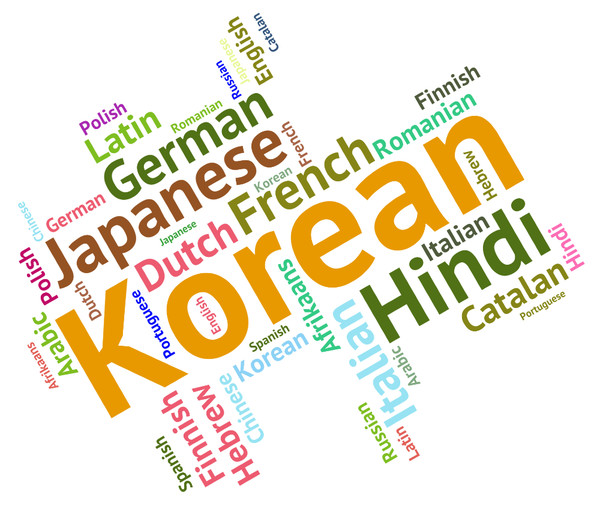 Catalan
English
Japanese
Russian
Polish
Latin
Romanian
German
Finnish
Romanian
French
French
Japanese
Korean
German
Chinese
Japanese
Hebrew
Korean
Dutch
Polish
Dutch
Italian
Hindi
Hindi
Catalan
Portuguese
Portuguese
English
Afrikaans
Arabic
Afrikaans
Spanish
Korean
Italian
Arabic
Chinese
Finnish
Hebrew
Spanish
Russian
Latin